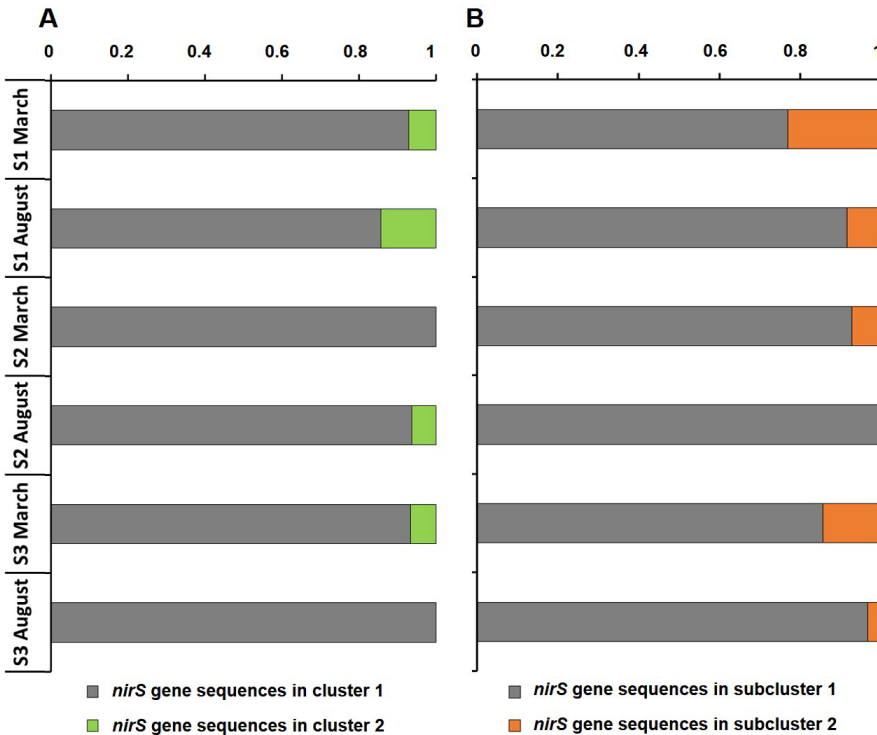 A
B
0 0.2 0.4 0.6 0.8 1
0 0.2 0.4 0.6 0.8 1
S1 March
S1 August
S2 March
S2 August
S3 March
S3 August
nirS gene sequences in cluster 1
nirS gene sequences in cluster 2
nirS gene sequences in subcluster 1
nirS gene sequences in subcluster 2